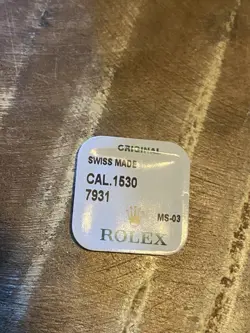 ORIGINAL
SWISS MADE
CAL.1530
7931
MS-03
ROLEX